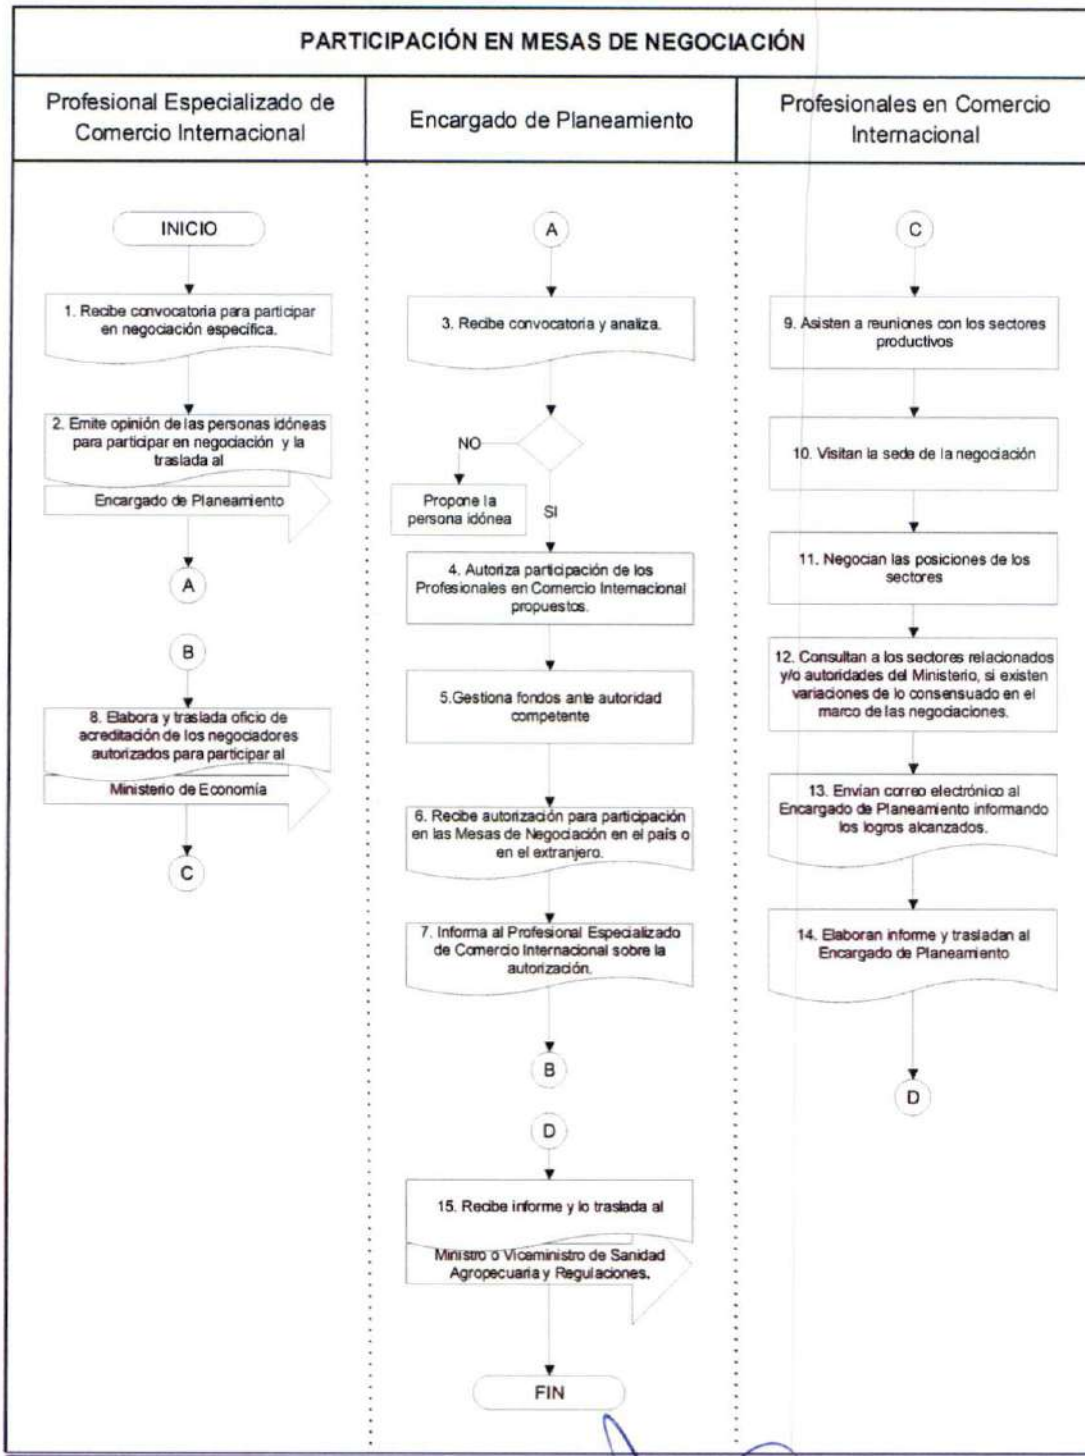 PARTICIPACIÓN EN MESAS DE NEGOCIACIÓN
Profesional Especializado de
Comercio Internacional
Encargado de Planeamiento
Profesionales en Comercio
Internacional
INICIO
1. Recibe convocatoria para participar
en negociación específica.
2. Emite opinión de las personas idóneas
para participar en negociación y la
traslada al
Encargado de Planeamiento
A
B
8. Elabora y traslada oficio de
acreditación de los negociadores
autorizados para participar al
Ministerio de Economía
C
A
3. Recibe convocatoria y analiza.
NO
Propone la
persona idónea
SI
4. Autoriza participación de los
Profesionales en Comercio Internacional
propuestos.
5.Gestiona fondos ante autoridad
competente
6. Recibe autorización para participación
en las Mesas de Negociación en el país o
en el extranjero.
7. Informa al Profesional Especializado
de Comercio Internacional sobre la
autorización.
B
D
15. Recibe informe y lo traslada al
Ministro o Viceministro de Sanidad
Agropecuaria y Regulaciones.
FIN
C
9. Asisten a reuniones con los sectores
productivos
10. Visitan la sede de la negociación
11. Negocian las posiciones de los
sectores
12. Consultan a los sectores relacionados
y/o autoridades del Ministerio, si existen
variaciones de lo consensuado en el
marco de las negociaciones.
13. Envían correo electrónico al
Encargado de Planeamiento informando
los logros alcanzados.
14. Elaboran informe y trasladan al
Encargado de Planeamiento
D